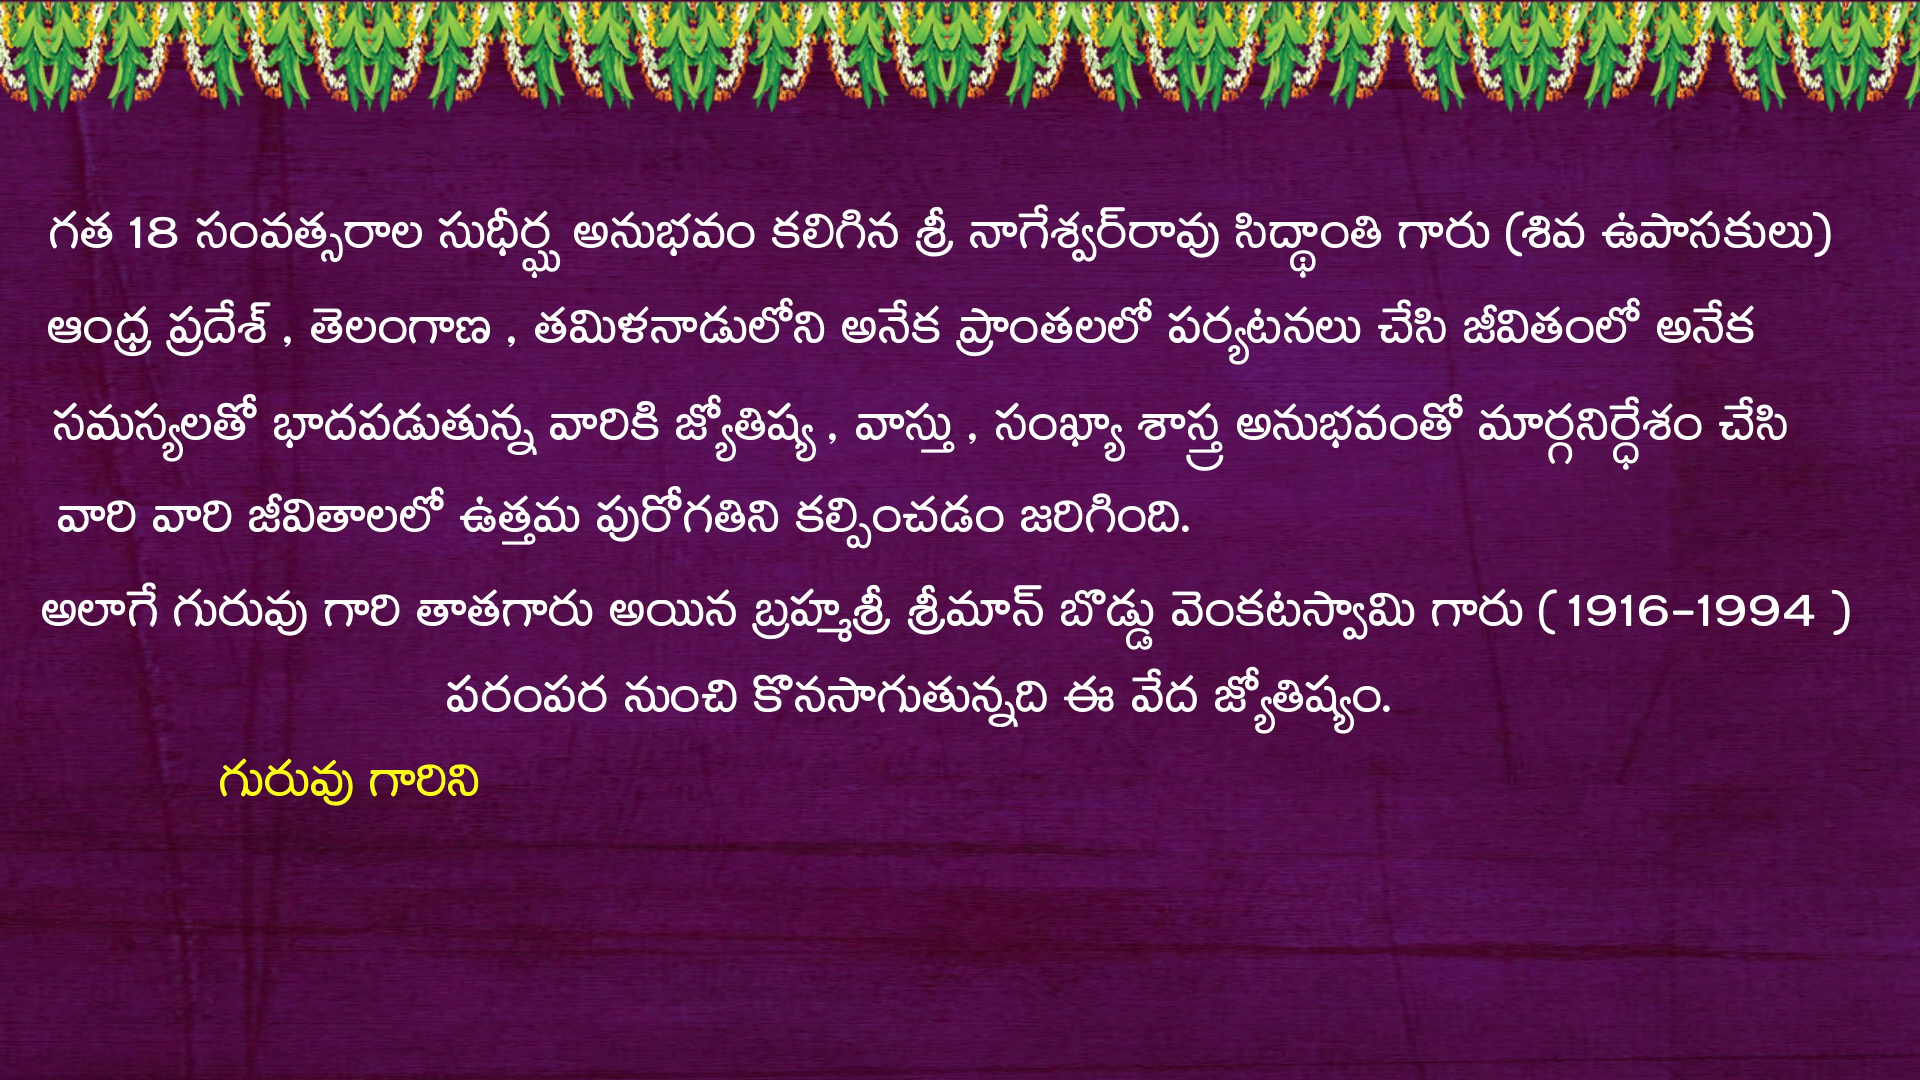 గత 18 సంవత్సరాల సుధీర్ఘ అనుభవం కలిగిన శ్రీ నాగేశ్వర్‌రావు సిద్ధాంతి గారు (శివ ఉపాసకులు)
ఆంధ్ర ప్రదేశ్ , తెలంగాణ , తమిళనాడులోని అనేక ప్రాంతలలో పర్యటనలు చేసి జీవితంలో అనేక
సమస్యలతో భాదపడుతున్న వారికి జ్యోతిష్య , వాస్తు , సంఖ్యా శాస్త్ర అనుభవంతో మార్గనిర్ధేశం చేసి
వారి వారి జీవితాలలో ఉత్తమ పురోగతిని కల్పించడం జరిగింది.
అలాగే గురువు గారి తాతగారు అయిన బ్రహ్మశ్రీ శ్రీమాన్ బొడ్డు వెంకటస్వామి గారు ( 1916-1994 )
పరంపర నుంచి కొనసాగుతున్నది ఈ వేద జ్యోతిష్యం.
గురువు గారిని